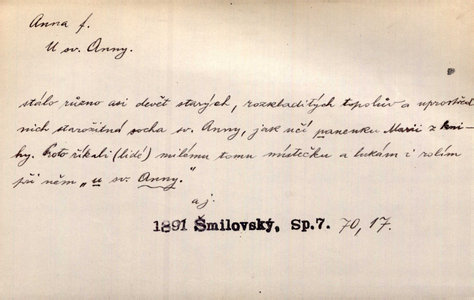 Anna f.
U sv. Anny.
stálo různo asi devět starých, rozkladitých topolův a uprostřed
nich starožitná socha sv. Anny, jak učí panenku Marii z kni-
hy. Proto říkali (lidé) milému tomu místečku a lukám i rolím
při něm „u sv. Anny."
a j.
1891 Šmilovský, Sp.7. 70, 17.